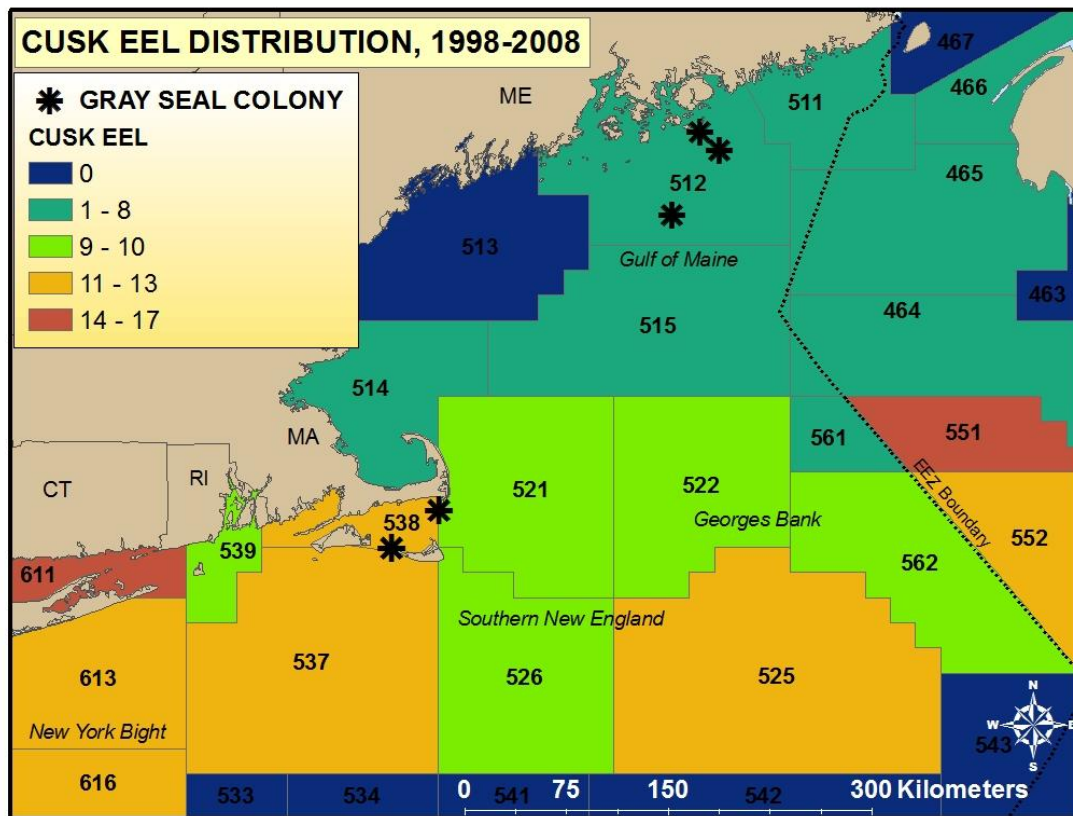 CUSK EEL DISTRIBUTION, 1998-2008
GRAY SEAL COLONY
CUSK EEL
0
1 - 8
9 - 10
11 - 13
14 - 17
467
ME
511
466
512
465
513
Gulf of Maine
463
464
515
514
MA
561
551
CT
RI
521
522
EEZ Boundary
538
Georges Bank
552
539
562
611
Southern New England
537
613
526
525
New York Bight
N
W
E
S
543
616
533
534
541
542
0 75 150 300 Kilometers